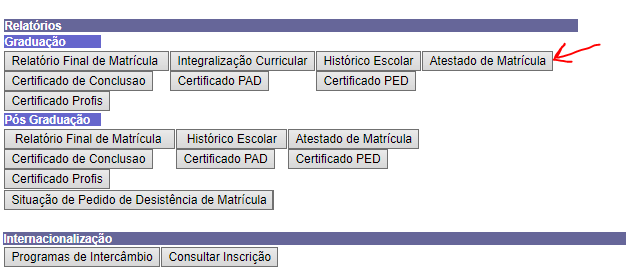 Relatórios
Graduação
Relatório Final de Matrícula Integralização Curricular Histórico Escolar Atestado de Matrícula
Certificado de Conclusao Certificado PAD Certificado PED
Certificado Profis
Pós Graduação
Relatório Final de Matrícula Histórico Escolar Atestado de Matrícula
Certificado de Conclusao Certificado PAD Certificado PED
Certificado Profis
Situação de Pedido de Desistência de Matrícula
Internacionalização
Programas de Intercâmbio Consultar Inscrição